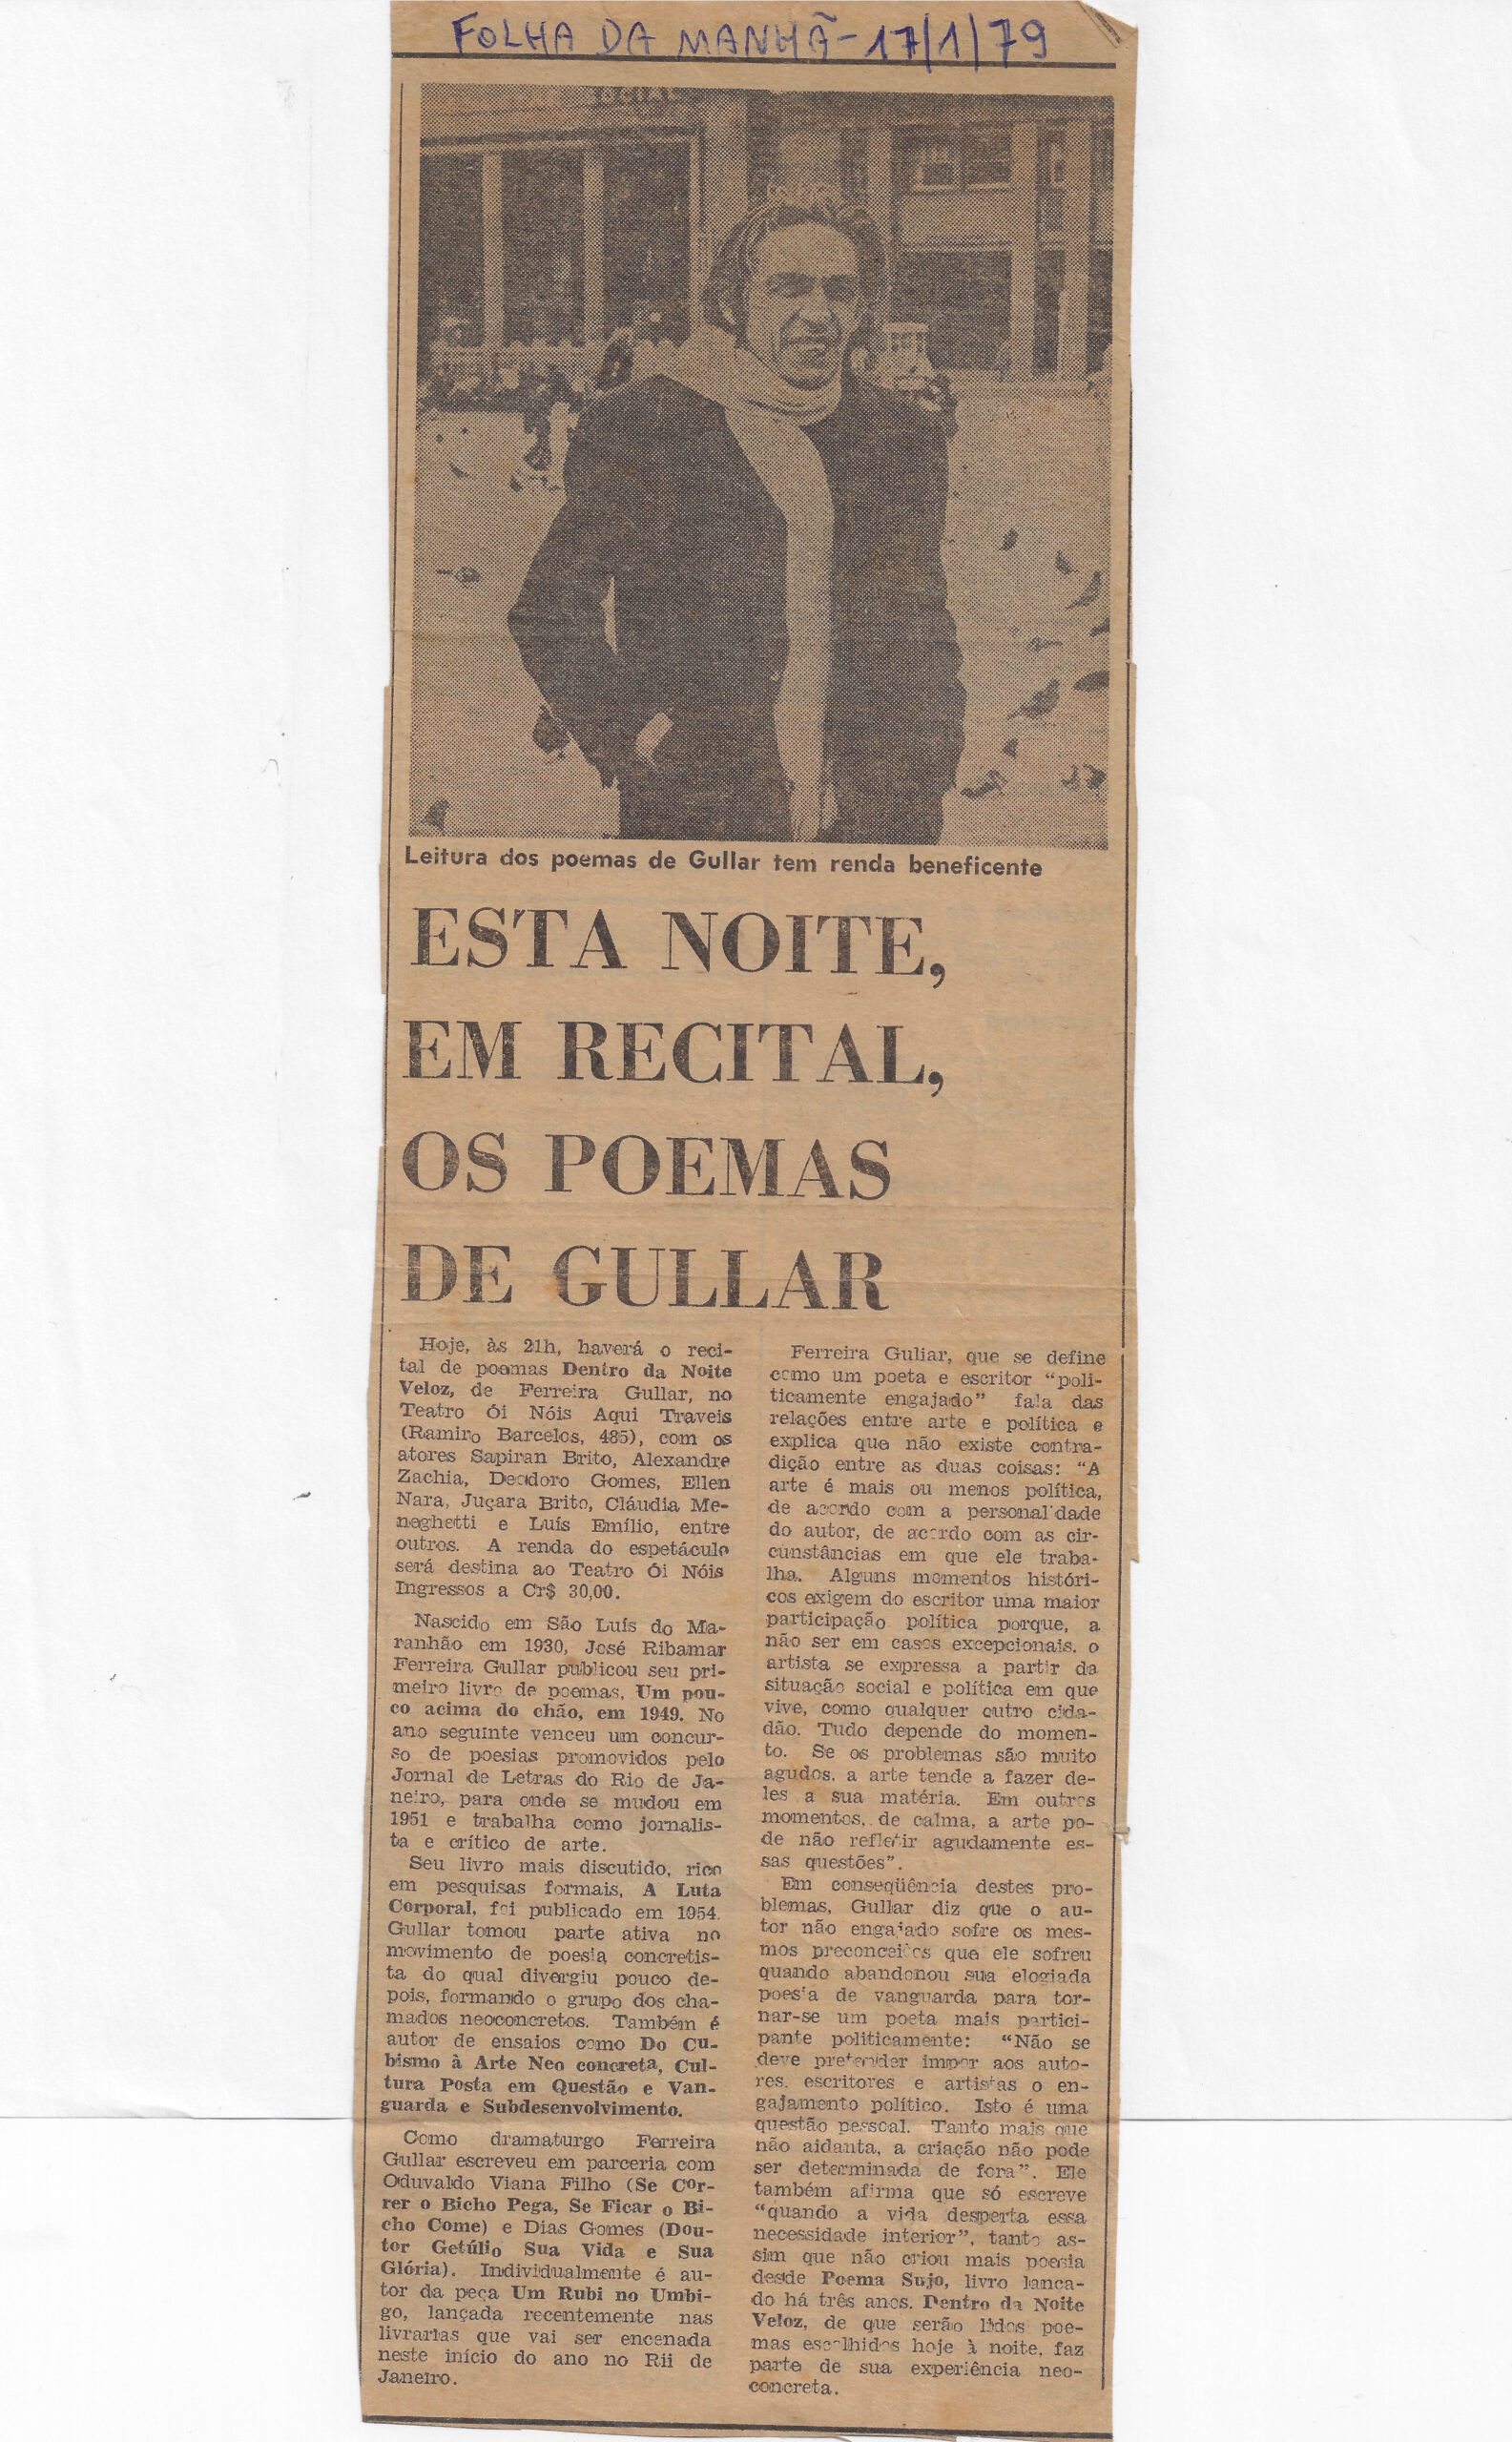 FOLHA DA MANHÃ - 17/1/79
Leitura dos poemas de Gullar tem renda beneficente
ESTA NOITE,
EM RECITAL,
OS POEMAS
DE GULLAR
Hoje, às 21h, haverá o reci-
tal de poemas Dentro da Noite
Veloz, de Ferreira Gullar, no
Teatro Ói Nóis Aqui Traveis
(Ramiro Barcelos, 485), com os
atores Sapiran Brito, Alexandre
Zachia, Deodoro Gomes, Ellen
Nara, Juçara Brito, Cláudia Me-
neghetti e Luís Emílio, entre
outros. A renda do espetáculo
será destina ao Teatro Ói Nóis
Ingressos a Cr$ 30,00.
Nascido em São Luís do Ma-
ranhão em 1930, José Ribamar
Ferreira Gullar publicou seu pri-
meiro livro de poemas, Um pou-
co acima do chão, em 1949. No
ano seguinte venceu um concur-
so de poesias promovidos pelo
Jornal de Letras do Rio de Ja-
neiro, para onde se mudou em
1951 e trabalha como jornalis-
ta e crítico de arte.
Seu livro mais discutido, rico
em pesquisas formais, A Luta
Corporal, foi publicado em 1954.
Gullar tomou parte ativa no
movimento de poesia concretis-
ta do qual divergiu pouco de-
pois, formando o grupo dos cha-
mados neoconcretos. Também é
autor de ensaios como Do Cu-
bismo à Arte Neo concreta, Cul-
tura Posta em Questão e Van-
guarda e Subdesenvolvimento.
Como dramaturgo Ferreira
Gullar escreveu em parceria com
Oduvaldo Viana Filho (Se Cor-
rer o Bicho Pega, Se Ficar o Bi-
cho Come) e Dias Gomes (Dou-
tor Getúlio Sua Vida e Sua
Glória). Individualmente é au-
tor da peça Um Rubi no Umbi-
go, lançada recentemente nas
livrarias que vai ser encenada
neste início do ano no Rii de
Janeiro.
Ferreira Gullar, que se define
como um poeta e escritor "poli-
ticamente engajado" fala das
relações entre arte e política e
explica que não existe contra-
dição entre as duas coisas: "A
arte é mais ou menos política,
de acordo com a personalidade
do autor, de acordo com as cir-
cunstâncias em que ele traba-
lha. Alguns momentos históri-
cos exigem do escritor uma maior
participação política porque, a
não ser em casos excepcionais, o
artista se expressa a partir da
situação social e política em que
vive, como qualquer outro cida-
dão. Tudo depende do momen-
to. Se os problemas são muito
agudos, a arte tende a fazer de-
les a sua matéria. Em outros
momentos, de calma, a arte po-
de não refletir agudamente es-
sas questões".
Em conseqüência destes pro-
blemas, Gullar diz que o au-
tor não engajado sofre os mes-
mos preconceitos que ele sofreu
quando abandonou sua elogiada
poesia de vanguarda para tor-
nar-se um poeta mais partici-
pante politicamente: "Não se
deve pretender impor aos auto-
res, escritores e artistas o en-
gajamento político. Isto é uma
questão pessoal. Tanto mais que
não aidanta, a criação não pode
ser determinada de fora". Ele
também afirma que só escreve
"quando a vida desperta essa
necessidade interior", tanto as-
sim que não criou mais poesia
desde Poema Sujo, livro lança-
do há três anos. Dentro da Noite
Veloz, de que serão lidos poe-
mas escolhidos hoje à noite, faz
parte de sua experiência neo-
concreta.